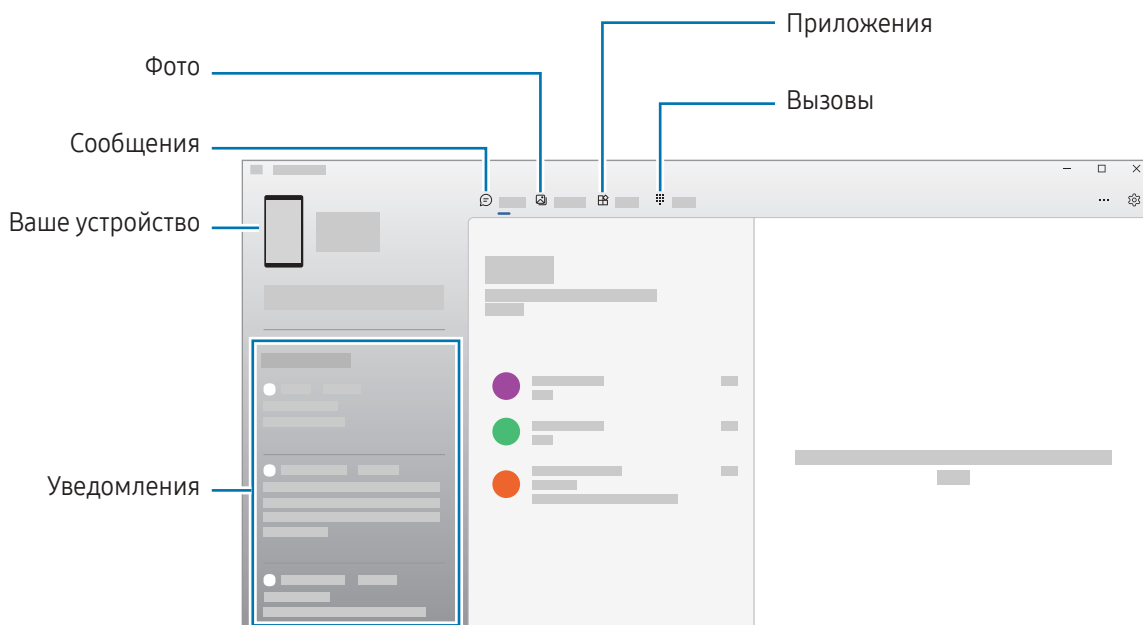 Приложения
Фото
Вызовы
Сообщения
Ваше устройство
Уведомления